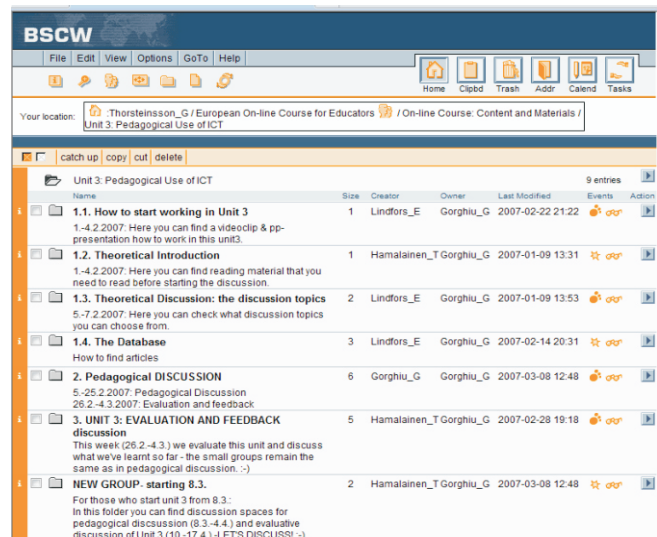 BSCW
File Edit View Options GoTo Help
Home Clipbd Trash Addr Calend Tasks
Your location: :Thorsteinsson_G / European On-line Course for Educators / On-line Course: Content and Materials /
Unit 3: Pedagogical Use of ICT
catch up copy cut delete
Unit 3: Pedagogical Use of ICT 9 entries
Name Size Creator Owner Last Modified Events Action
1.1. How to start working in Unit 3 1 Lindfors_E Gorghiu_G 2007-02-22 21:22
1.-4.2.2007: Here you can find a videoclip & pp-
presentation how to work in this unit3.
1.2. Theoretical Introduction 1 Hamalainen_T Gorghiu_G 2007-01-09 13:31
1.-4.2.2007: Here you can find reading material that you
need to read before starting the discussion.
1.3. Theoretical Discussion: the discussion topics 2 Lindfors_E Gorghiu_G 2007-01-09 13:53
5.-7.2.2007: Here you can check what discussion topics
you can choose from.
1.4. The Database 3 Lindfors_E Gorghiu_G 2007-02-14 20:31
How to find articles
2. Pedagogical DISCUSSION 6 Gorghiu_G Gorghiu_G 2007-03-08 12:48
5.-25.2.2007: Pedagogical Discussion
26.2.-4.3.2007: Evaluation and feedback
3. UNIT 3: EVALUATION AND FEEDBACK 5 Hamalainen_T Gorghiu_G 2007-02-28 19:18
discussion
This week (26.2.-4.3.) we evaluate this unit and discuss
what we've learnt so far - the small groups remain the
same as in pedagogical discussion. :-)
NEW GROUP- starting 8.3. 2 Hamalainen_T Gorghiu_G 2007-03-08 12:48
For those who start unit 3 from 8.3.:
In this folder you can find discussion spaces for
pedagogical discsussion (8.3.-4.4.) and evaluative
discussion of Unit 3 (10.-17.4.) -LET'S DISCUSS! :-)